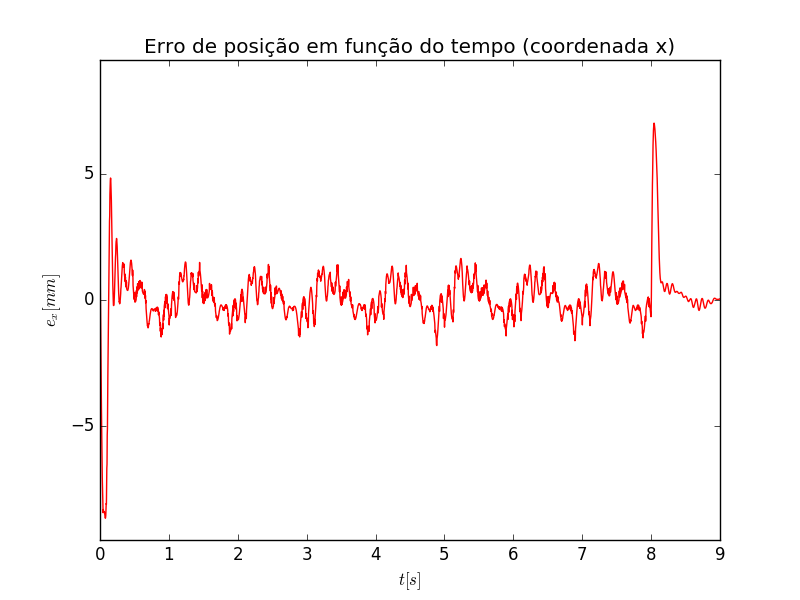 Erro de posição em função do tempo (coordenada x)
5
0
−5
e_x[mm]
0 1 2 3 4 5 6 7 8 9
t[s]